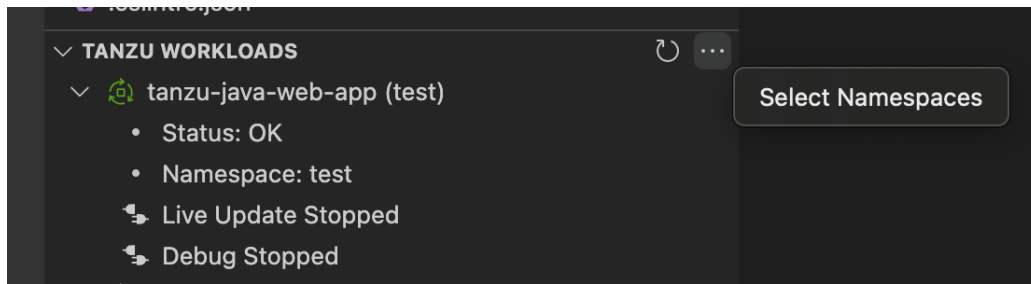 TANZU WORKLOADS
Select Namespaces
tanzu-java-web-app (test)
Status: OK
Namespace: test
Live Update Stopped
Debug Stopped